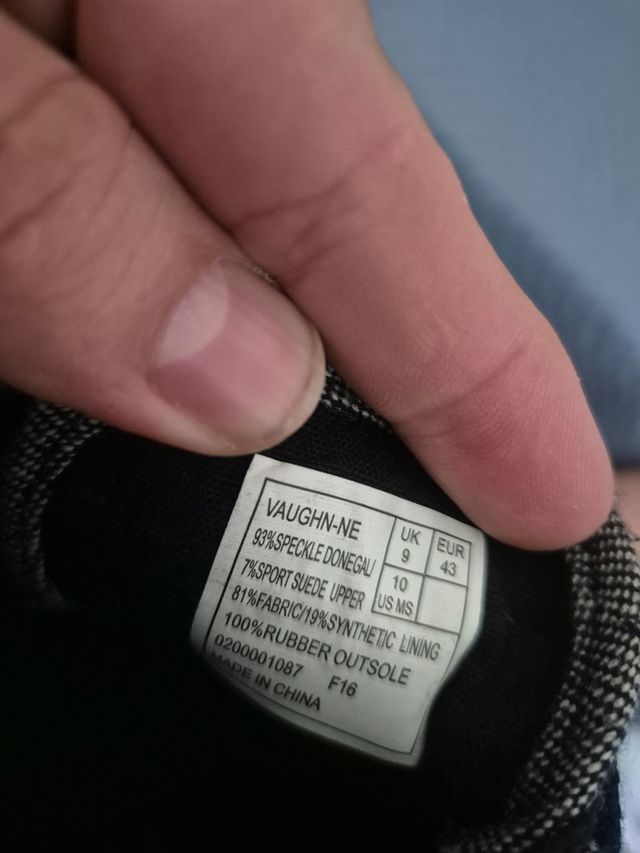 VAUGHN-NE
93%SPECKLE DONEGAL/
7%SPORT SUEDE UPPER
81%FABRIC/19%SYNTHETIC LINING
100%RUBBER OUTSOLE
0200001087 F16
MADE IN CHINA
UK EUR
9 43
10
US MS